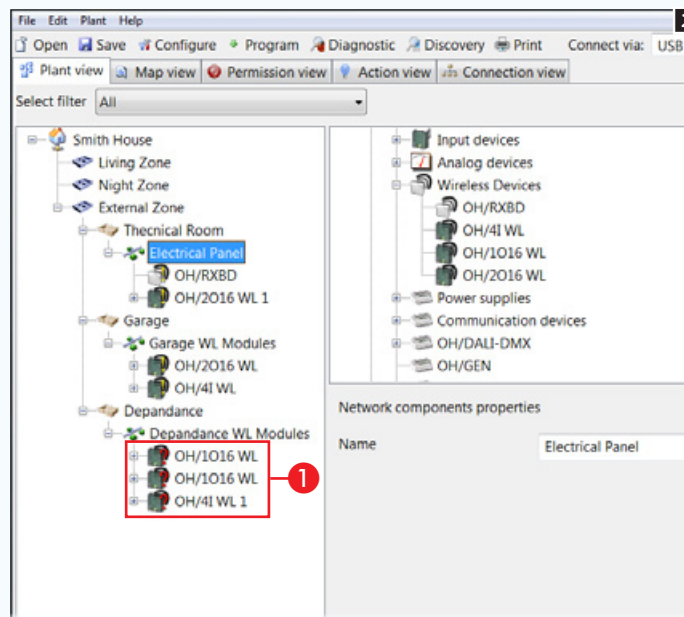 File Edit Plant Help
Open Save Configure Program Diagnostic Discovery Print Connect via: USB
Plant view Map view Permission view Action view Connection view
Select filter All
Smith House
Living Zone
Night Zone
External Zone
Thecnical Room
Electrical Panel
OH/RXBD
OH/2O16 WL 1
Garage
Garage WL Modules
OH/2O16 WL
OH/4I WL
Depandance
Depandance WL Modules
OH/1O16 WL
OH/1O16 WL
OH/4I WL 1
1
Input devices
Analog devices
Wireless Devices
OH/RXBD
OH/4I WL
OH/1O16 WL
OH/2O16 WL
Power supplies
Communication devices
OH/DALI-DMX
OH/GEN
Network components properties
Name Electrical Panel